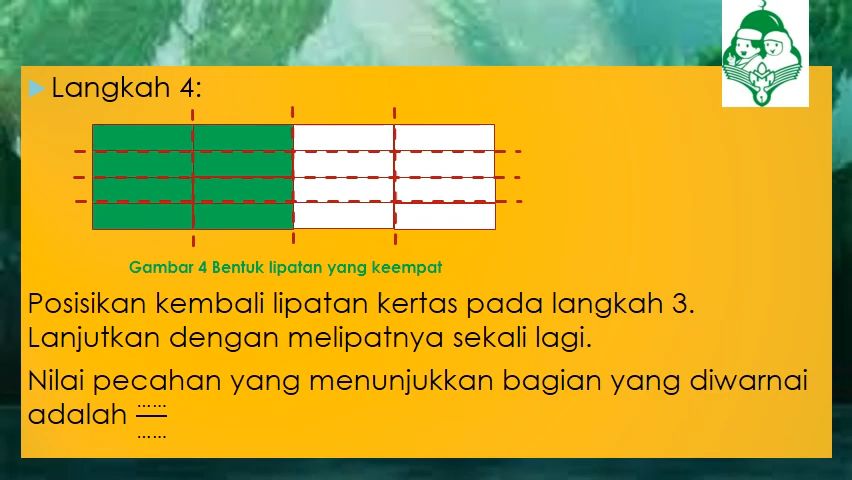 Langkah 4:
Gambar 4 Bentuk lipatan yang keempat
Posisikan kembali lipatan kertas pada langkah 3.
Lanjutkan dengan melipatnya sekali lagi.
Nilai pecahan yang menunjukkan bagian yang diwarnai
adalah ……
……